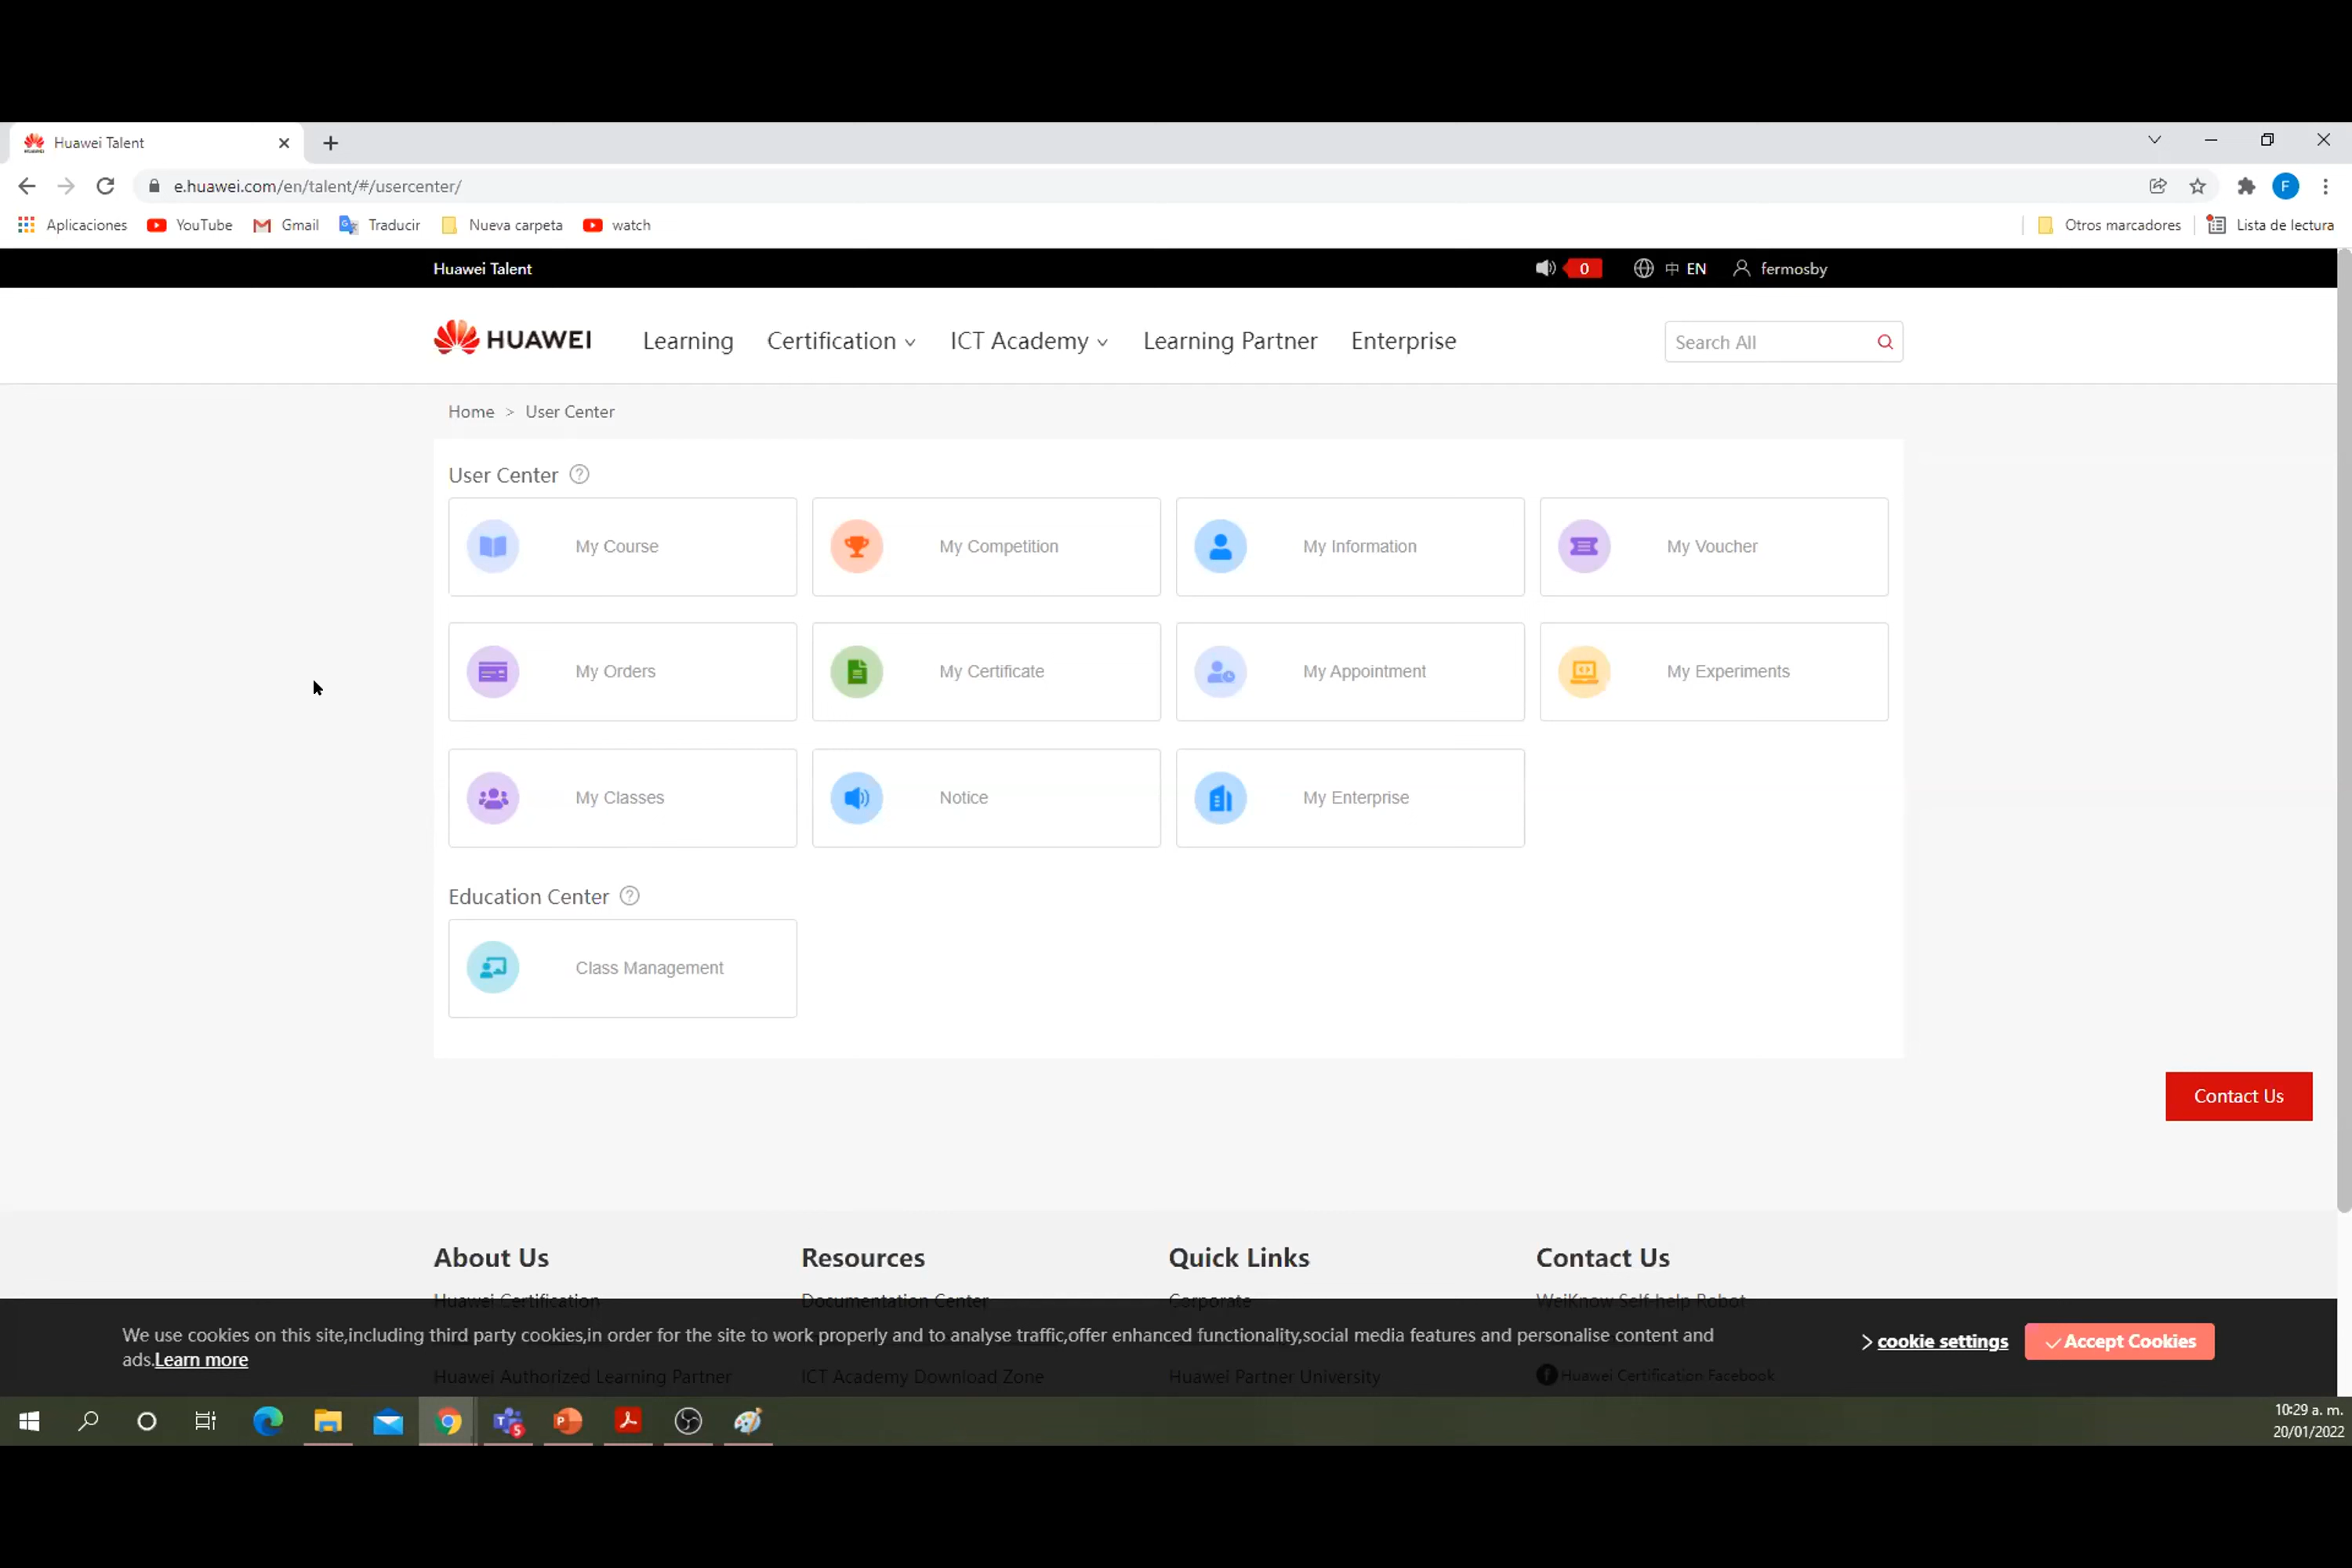 Huawei Talent
e.huawei.com/en/talent/#/usercenter/
F
Aplicaciones YouTube Gmail Traducir Nueva carpeta watch Otros marcadores Lista de lectura
Huawei Talent 0 中 EN fermosby
HUAWEI Learning Certification ICT Academy Learning Partner Enterprise Search All
Home > User Center
User Center ?
My Course My Competition My Information My Voucher
My Orders My Certificate My Appointment My Experiments
My Classes Notice My Enterprise
Education Center ?
Class Management
Contact Us
About Us Resources Quick Links Contact Us
Huawei Certification Documentation Center Corporate WeiKnow Self-help Robot
We use cookies on this site,including third party cookies,in order for the site to work properly and to analyse traffic,offer enhanced functionality,social media features and personalise content and
ads.Learn more
> cookie settings Accept Cookies
Huawei Authorized Learning Partner ICT Academy Download Zone Huawei Partner University Huawei Certification Facebook
10:29 a. m.
20/01/2022